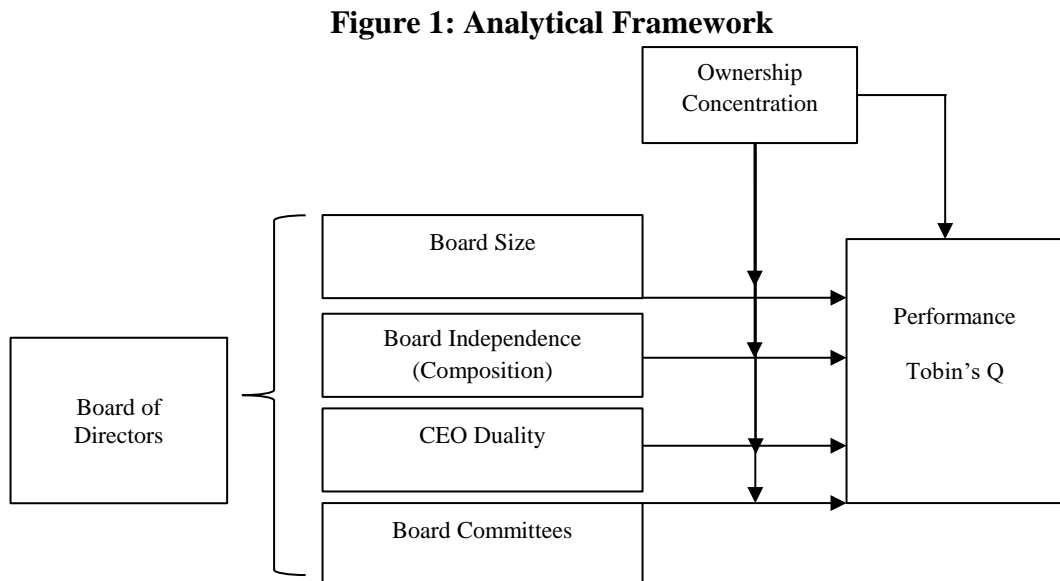 Figure 1: Analytical Framework
Ownership
Concentration
Board Size
Board Independence
(Composition)
CEO Duality
Board Committees
Board of
Directors
Performance
Tobin’s Q